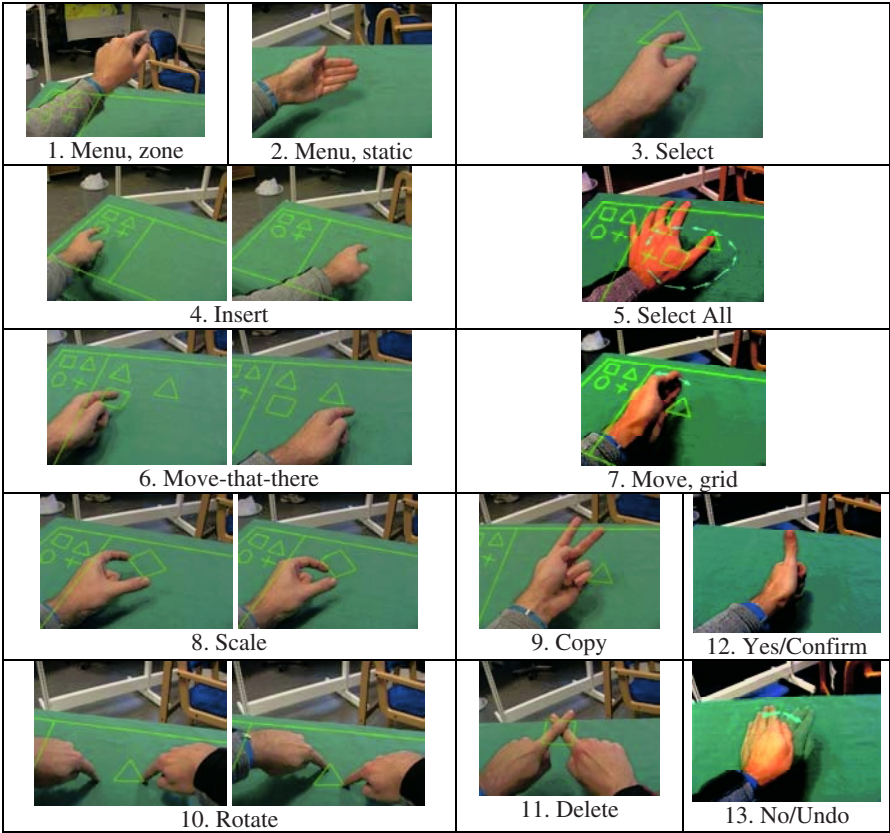 1. Menu, zone
2. Menu, static
3. Select
4. Insert
5. Select All
6. Move-that-there
7. Move, grid
8. Scale
9. Copy
12. Yes/Confirm
10. Rotate
11. Delete
13. No/Undo